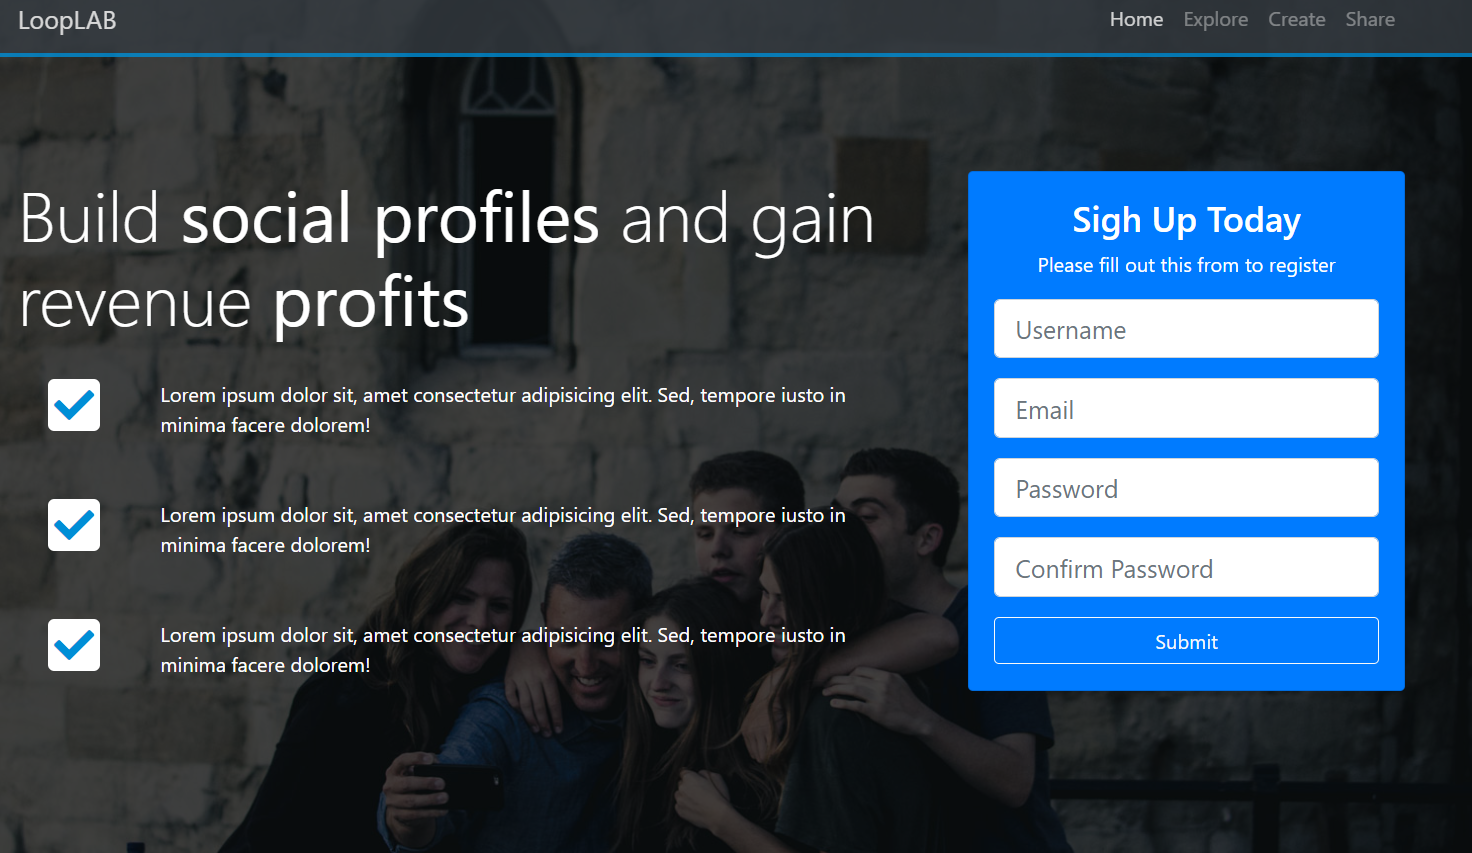 LoopLAB
Home Explore Create Share
Build social profiles and gain
revenue profits
Lorem ipsum dolor sit, amet consectetur adipisicing elit. Sed, tempore iusto in
minima facere dolorem!
Lorem ipsum dolor sit, amet consectetur adipisicing elit. Sed, tempore iusto in
minima facere dolorem!
Lorem ipsum dolor sit, amet consectetur adipisicing elit. Sed, tempore iusto in
minima facere dolorem!
Sigh Up Today
Please fill out this from to register
Username
Email
Password
Confirm Password
Submit